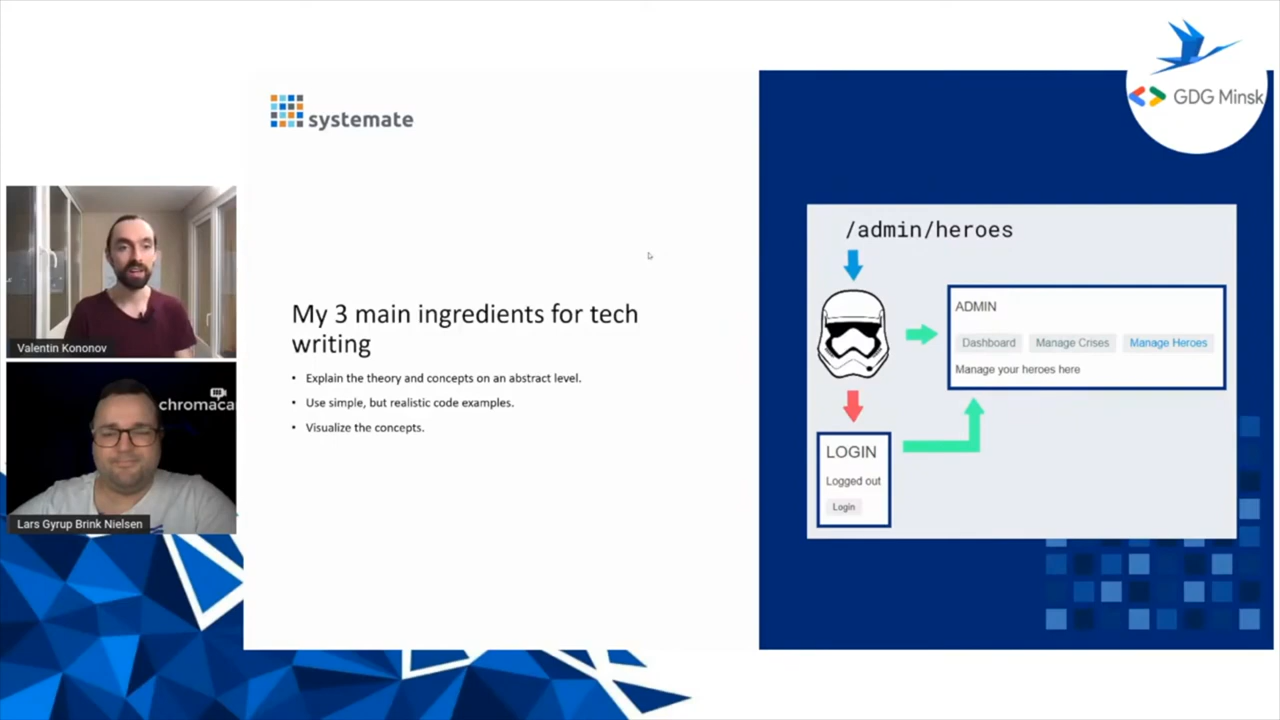 GDG Minsk
systemate
/admin/heroes
ADMIN
Dashboard Manage Crises Manage Heroes
Manage your heroes here
My 3 main ingredients for tech
writing
• Explain the theory and concepts on an abstract level.
• Use simple, but realistic code examples.
• Visualize the concepts.
LOGIN
Logged out
Login
Valentin Kononov
chromaca
Lars Gyrup Brink Nielsen